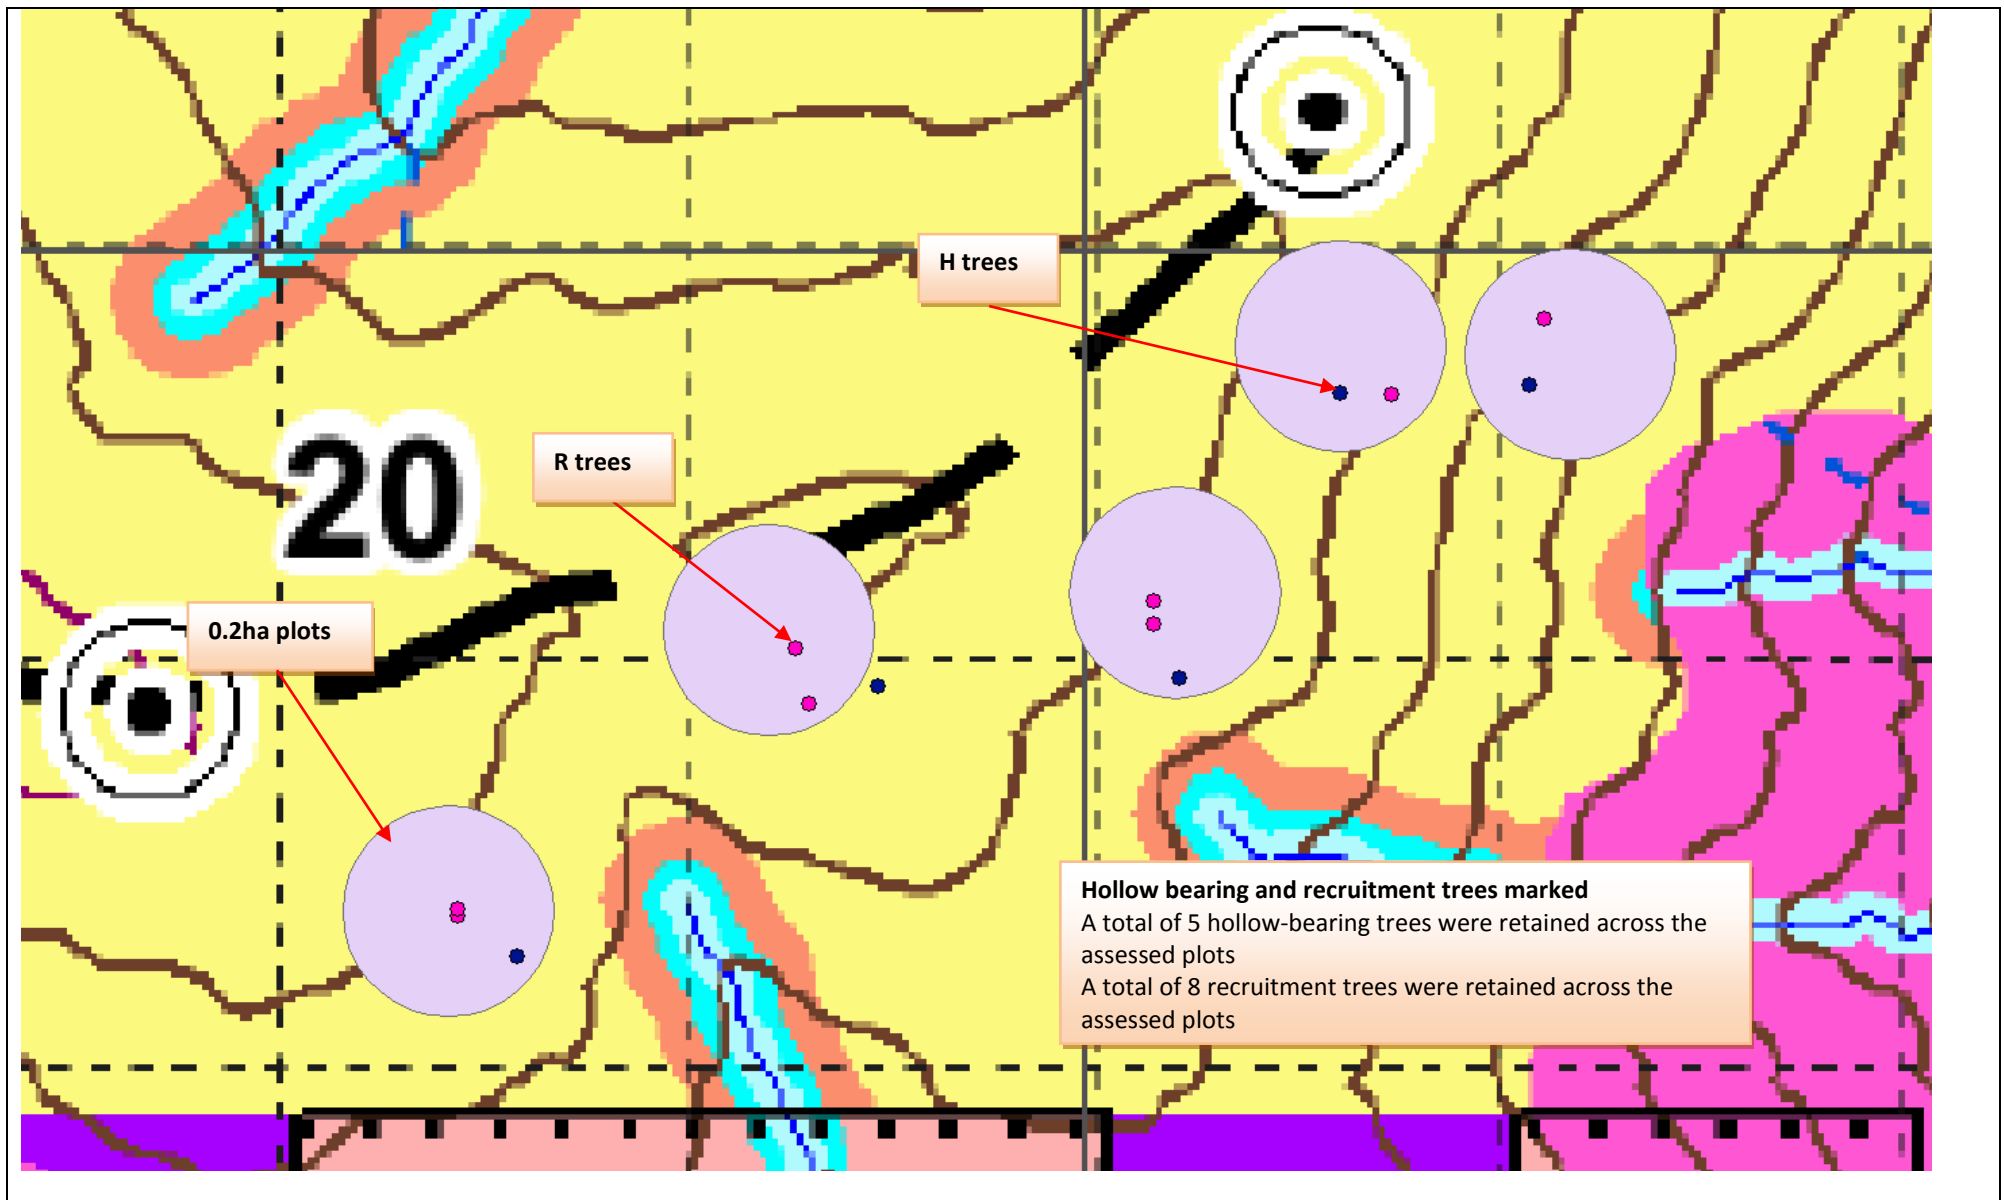 H trees
R trees
20
0.2ha plots
Hollow bearing and recruitment trees marked
A total of 5 hollow-bearing trees were retained across the
assessed plots
A total of 8 recruitment trees were retained across the
assessed plots